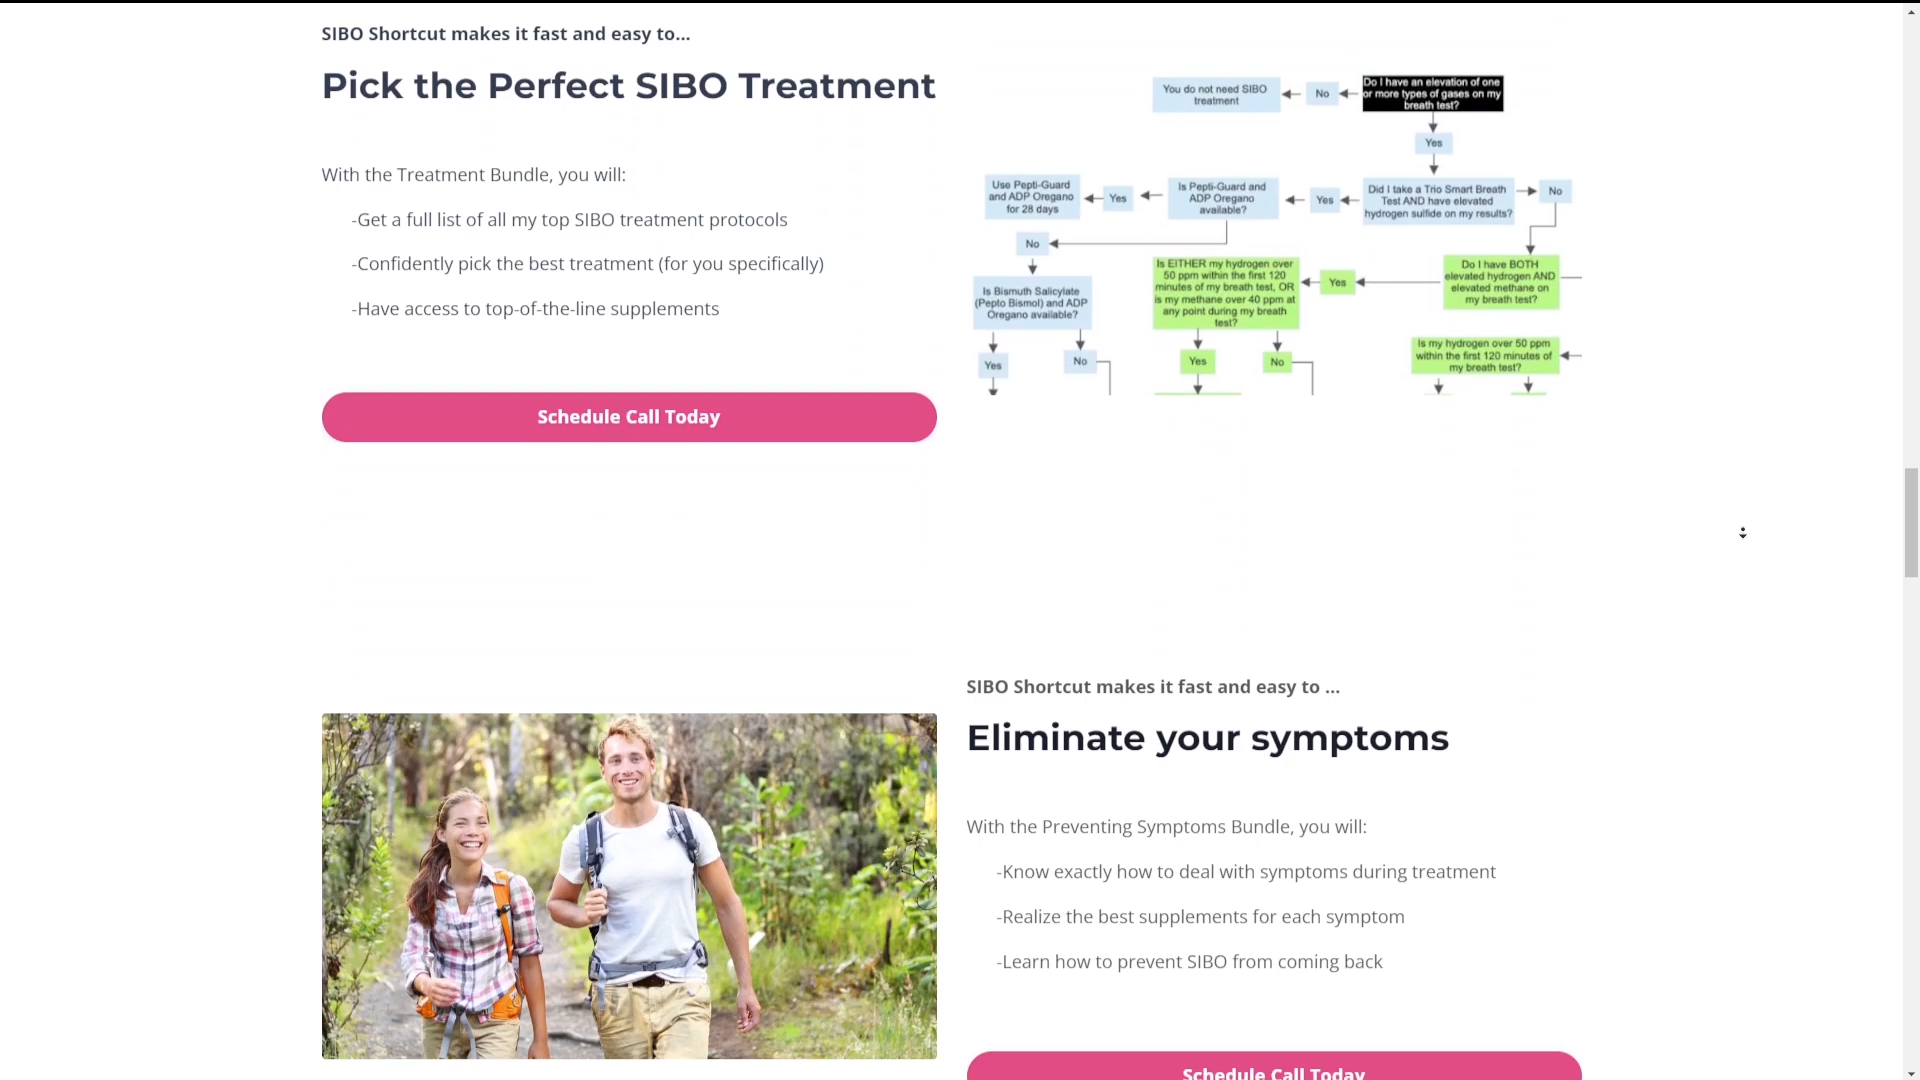 SIBO Shortcut makes it fast and easy to...
Pick the Perfect SIBO Treatment
With the Treatment Bundle, you will:
-Get a full list of all my top SIBO treatment protocols
-Confidently pick the best treatment (for you specifically)
-Have access to top-of-the-line supplements
Schedule Call Today
You do not need SIBO
treatment
No
Do I have an elevation of one
or more types of gases on my
breath test?
Yes
Use Pepti-Guard
and ADP Oregano
for 28 days
Yes
Is Pepti-Guard and
ADP Oregano
available?
Yes
Did I take a Trio Smart Breath
Test AND have elevated
hydrogen sulfide on my results?
No
No
Is Bismuth Salicylate
(Pepto Bismol) and ADP
Oregano available?
Yes
No
Is EITHER my hydrogen over
50 ppm within the first 120
minutes of my breath test, OR
is my methane over 40 ppm at
any point during my breath
test?
Yes
Do I have BOTH
elevated hydrogen AND
elevated methane on
my breath test?
Yes
No
Is my hydrogen over 50 ppm
within the first 120 minutes of
my breath test?
SIBO Shortcut makes it fast and easy to ...
Eliminate your symptoms
With the Preventing Symptoms Bundle, you will:
-Know exactly how to deal with symptoms during treatment
-Realize the best supplements for each symptom
-Learn how to prevent SIBO from coming back
Schedule Call Today